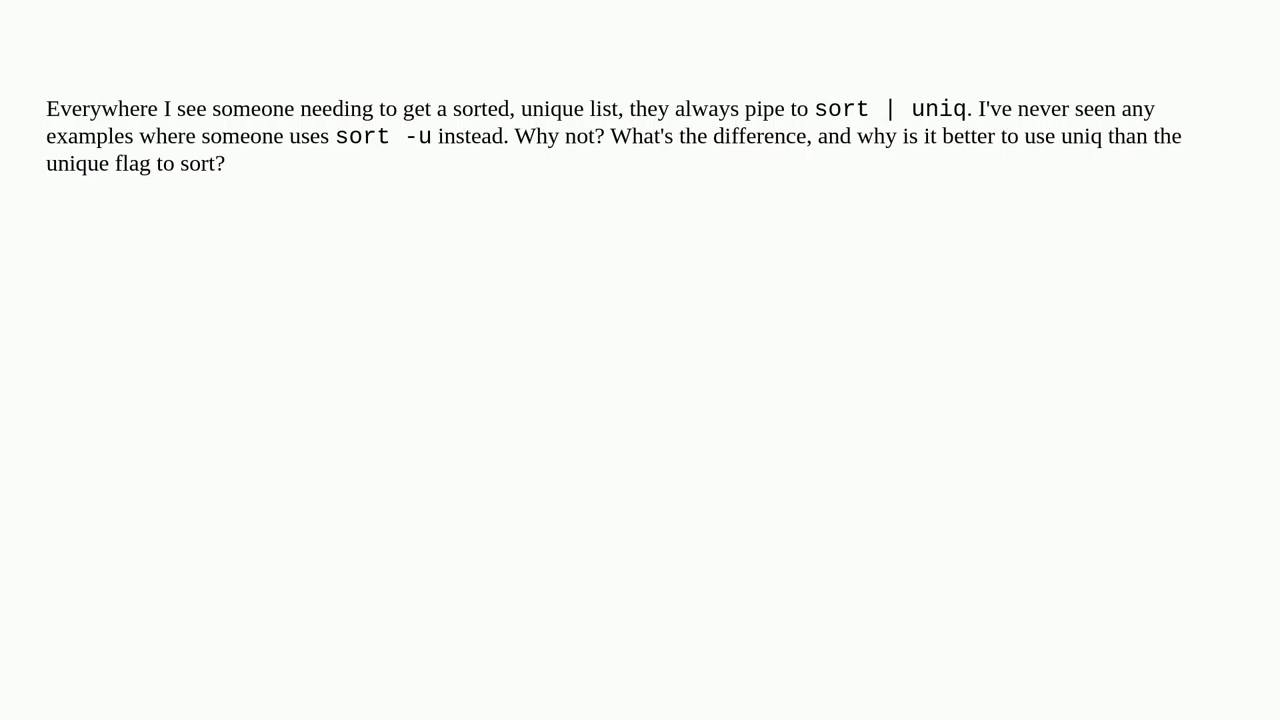 Everywhere I see someone needing to get a sorted, unique list, they always pipe to sort | uniq. I've never seen any
examples where someone uses sort -u instead. Why not? What's the difference, and why is it better to use uniq than the
unique flag to sort?